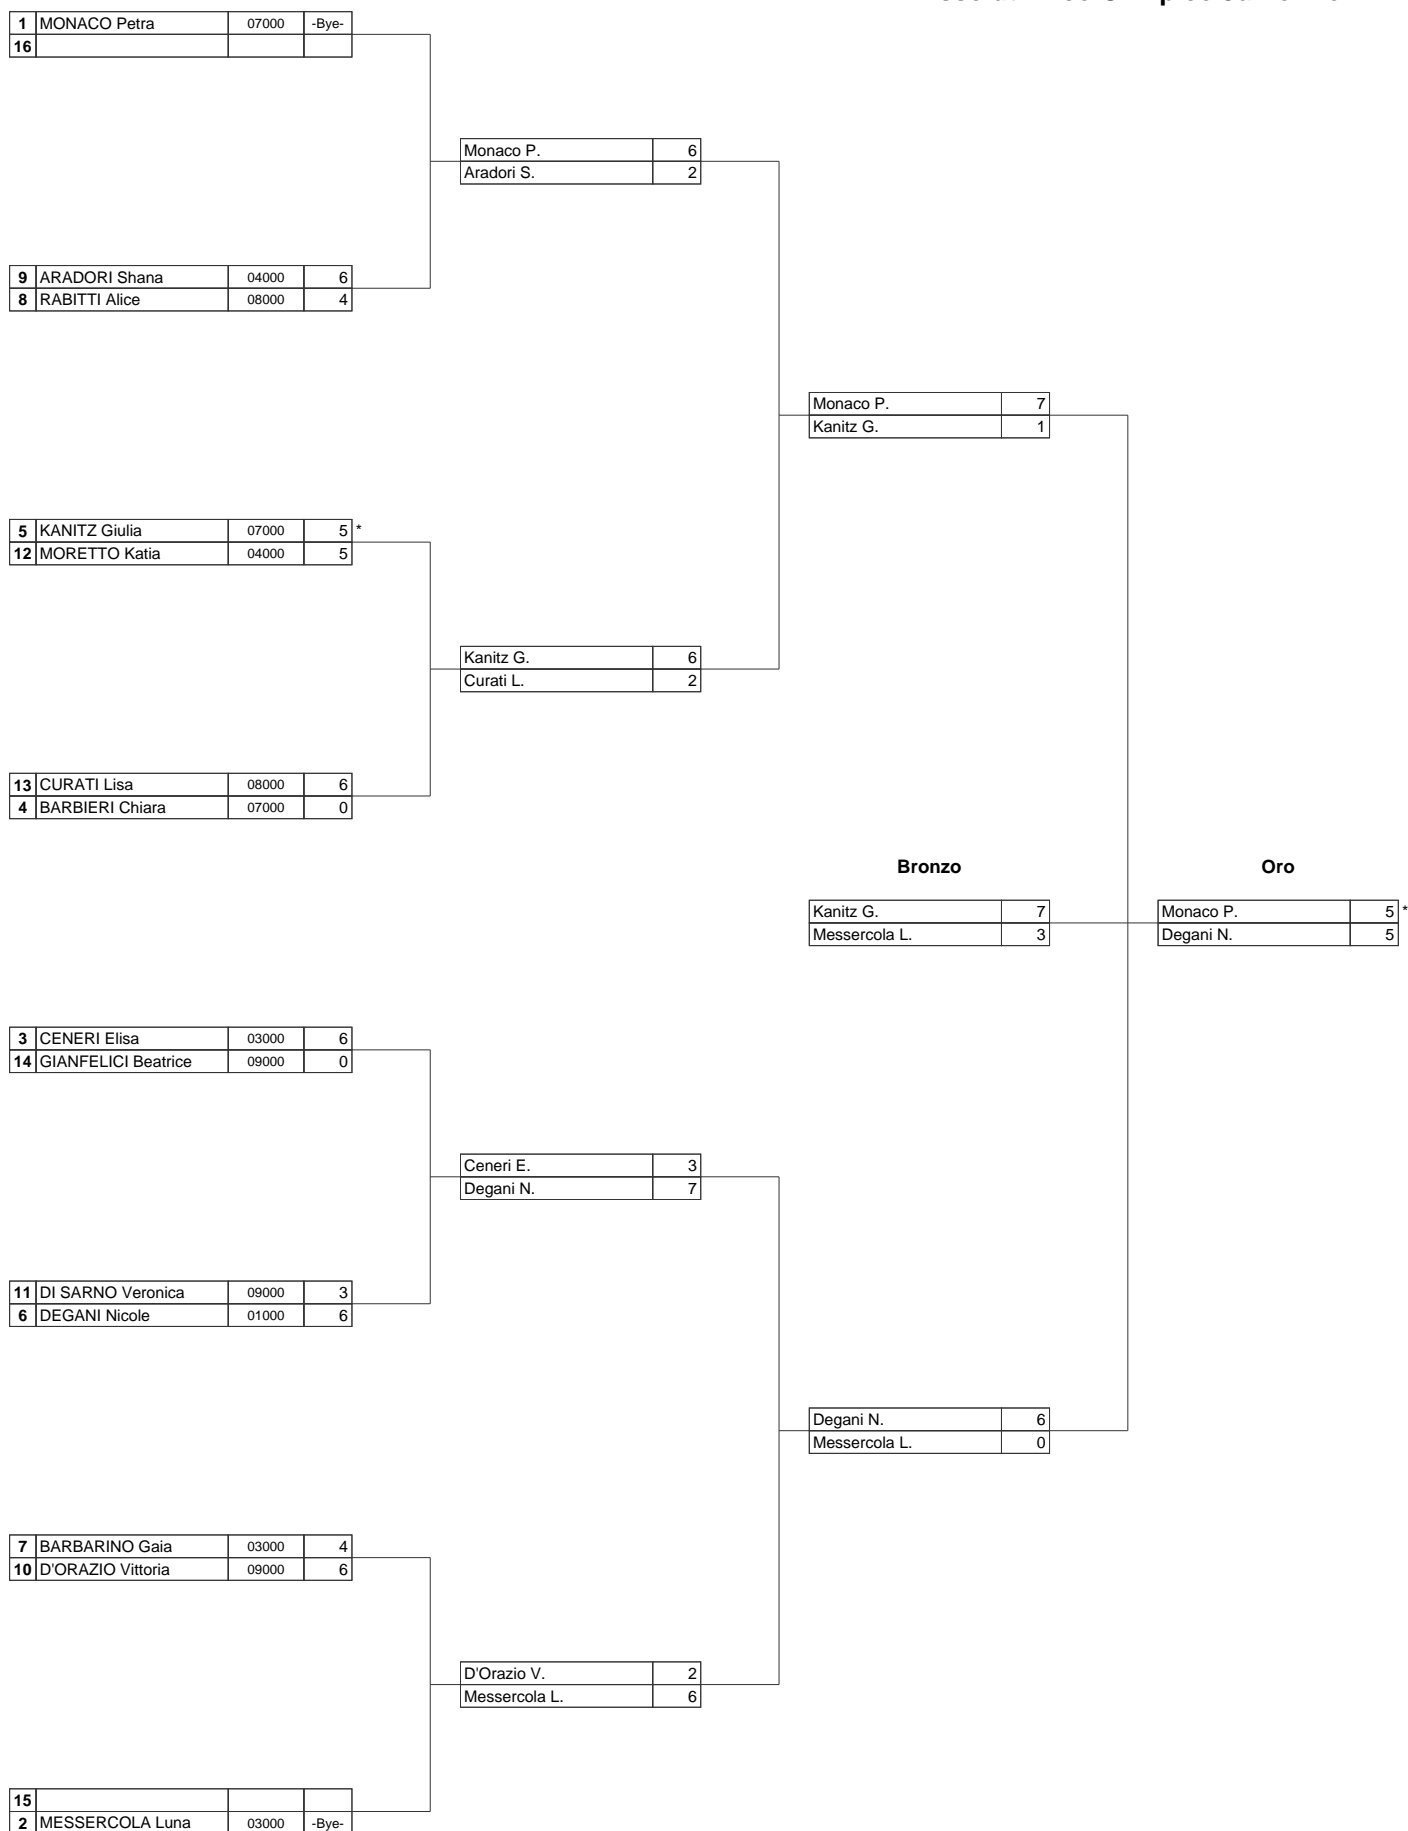 1 MONACO Petra 07000 -Bye-
16
Monaco P. 6
Aradori S. 2
9 ARADORI Shana 04000 6
8 RABITTI Alice 08000 4
Monaco P. 7
Kanitz G. 1
5 KANITZ Giulia 07000 5 *
12 MORETTO Katia 04000 5
Kanitz G. 6
Curati L. 2
13 CURATI Lisa 08000 6
4 BARBIERI Chiara 07000 0
Bronzo Oro
Kanitz G. 7 Monaco P. 5 *
Messercola L. 3 Degani N. 5
3 CENERI Elisa 03000 6
14 GIANFELICI Beatrice 09000 0
Ceneri E. 3
Degani N. 7
11 DI SARNO Veronica 09000 3
6 DEGANI Nicole 01000 6
Degani N. 6
Messercola L. 0
7 BARBARINO Gaia 03000 4
10 D'ORAZIO Vittoria 09000 6
D'Orazio V. 2
Messercola L. 6
15
2 MESSERCOLA Luna 03000 -Bye-